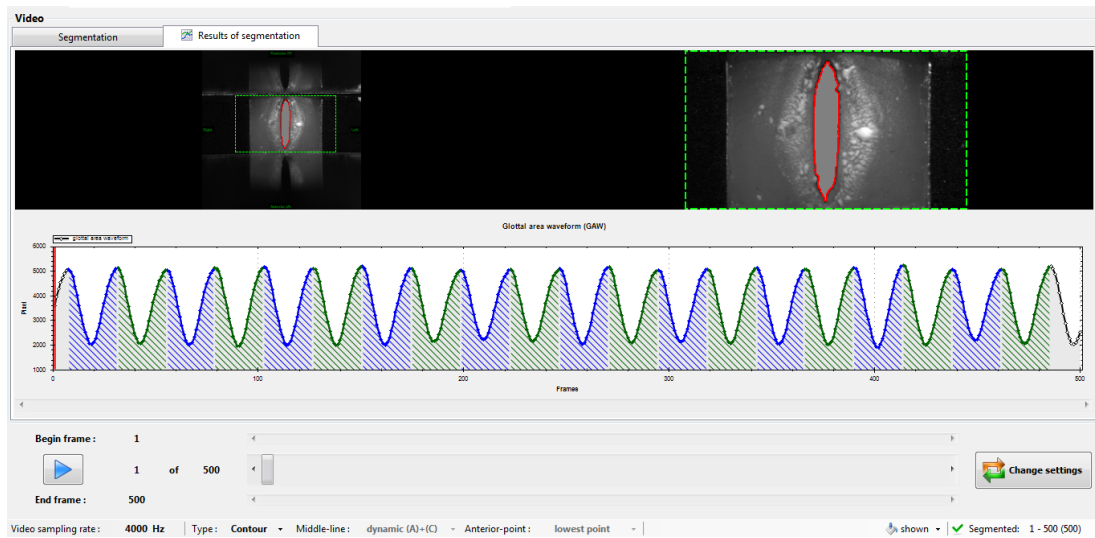 Video
Segmentation
Results of segmentation
Right
Left
Glottal area waveform (GAW)
glottal area waveform
6000
5000
4000
3000
2000
1000
Pixel
0 100 200 300 400 500
Frames
Begin frame : 1
1 of 500
Change settings
End frame : 500
Video sampling rate : 4000 Hz Type : Contour Middle-line : dynamic (A)+(C) Anterior-point : lowest point shown Segmented: 1 - 500 (500)